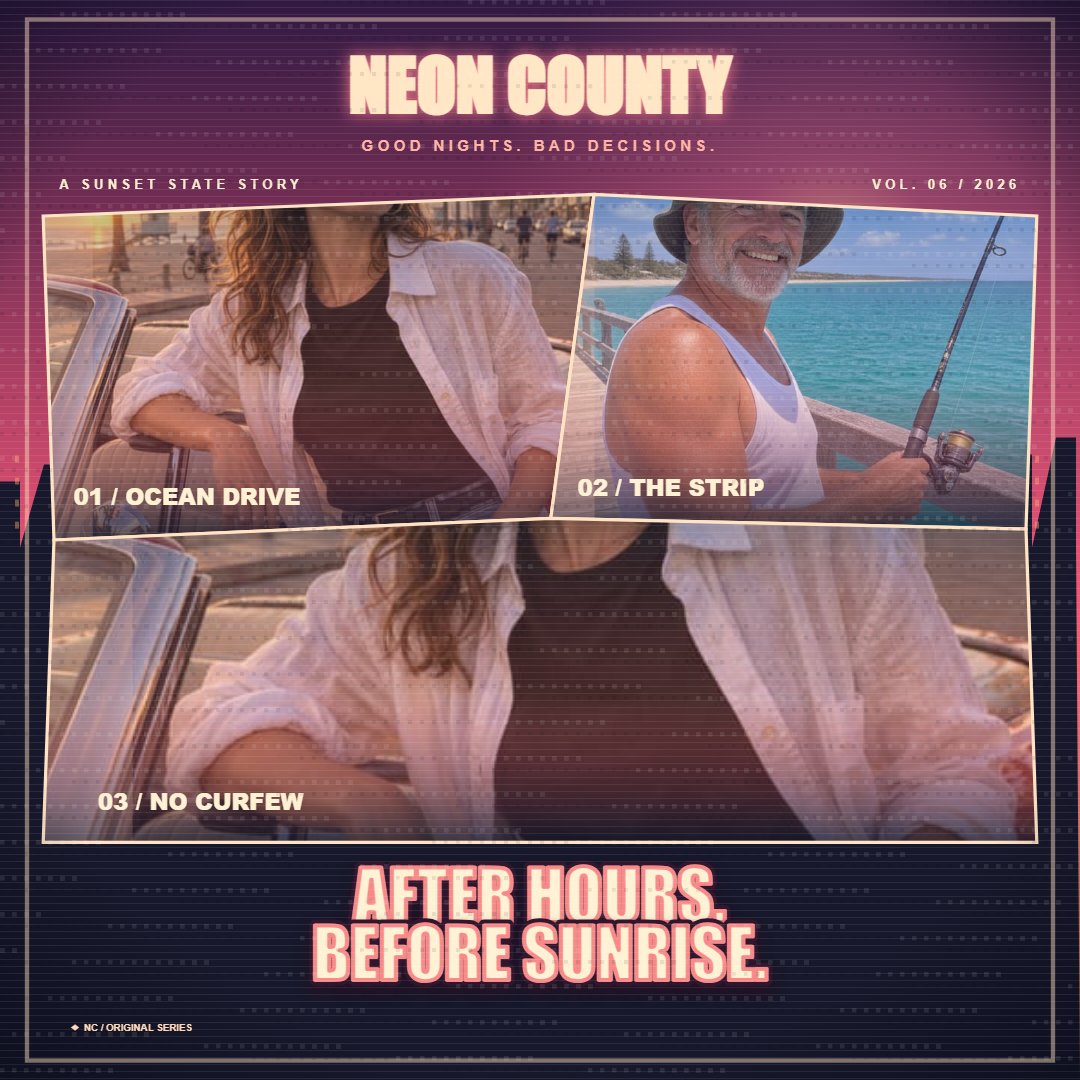 NEON COUNTY
GOOD NIGHTS. BAD DECISIONS.
A SUNSET STATE STORY
VOL. 06 / 2026
01 / OCEAN DRIVE
02 / THE STRIP
03 / NO CURFEW
AFTER HOURS.
BEFORE SUNRISE.
NC / ORIGINAL SERIES